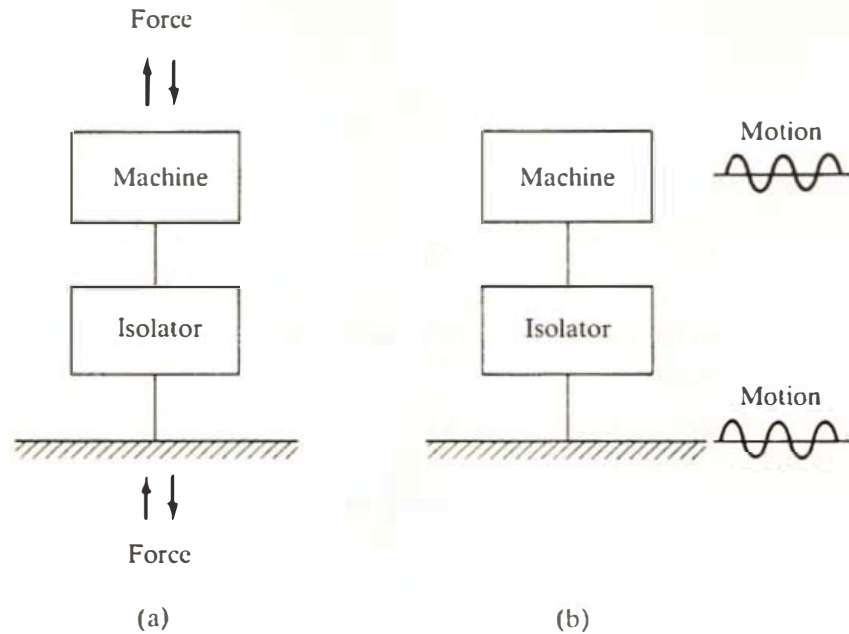 Force
Machine
Isolator
Force
(a)
Motion
Machine
Isolator
Motion
(b)